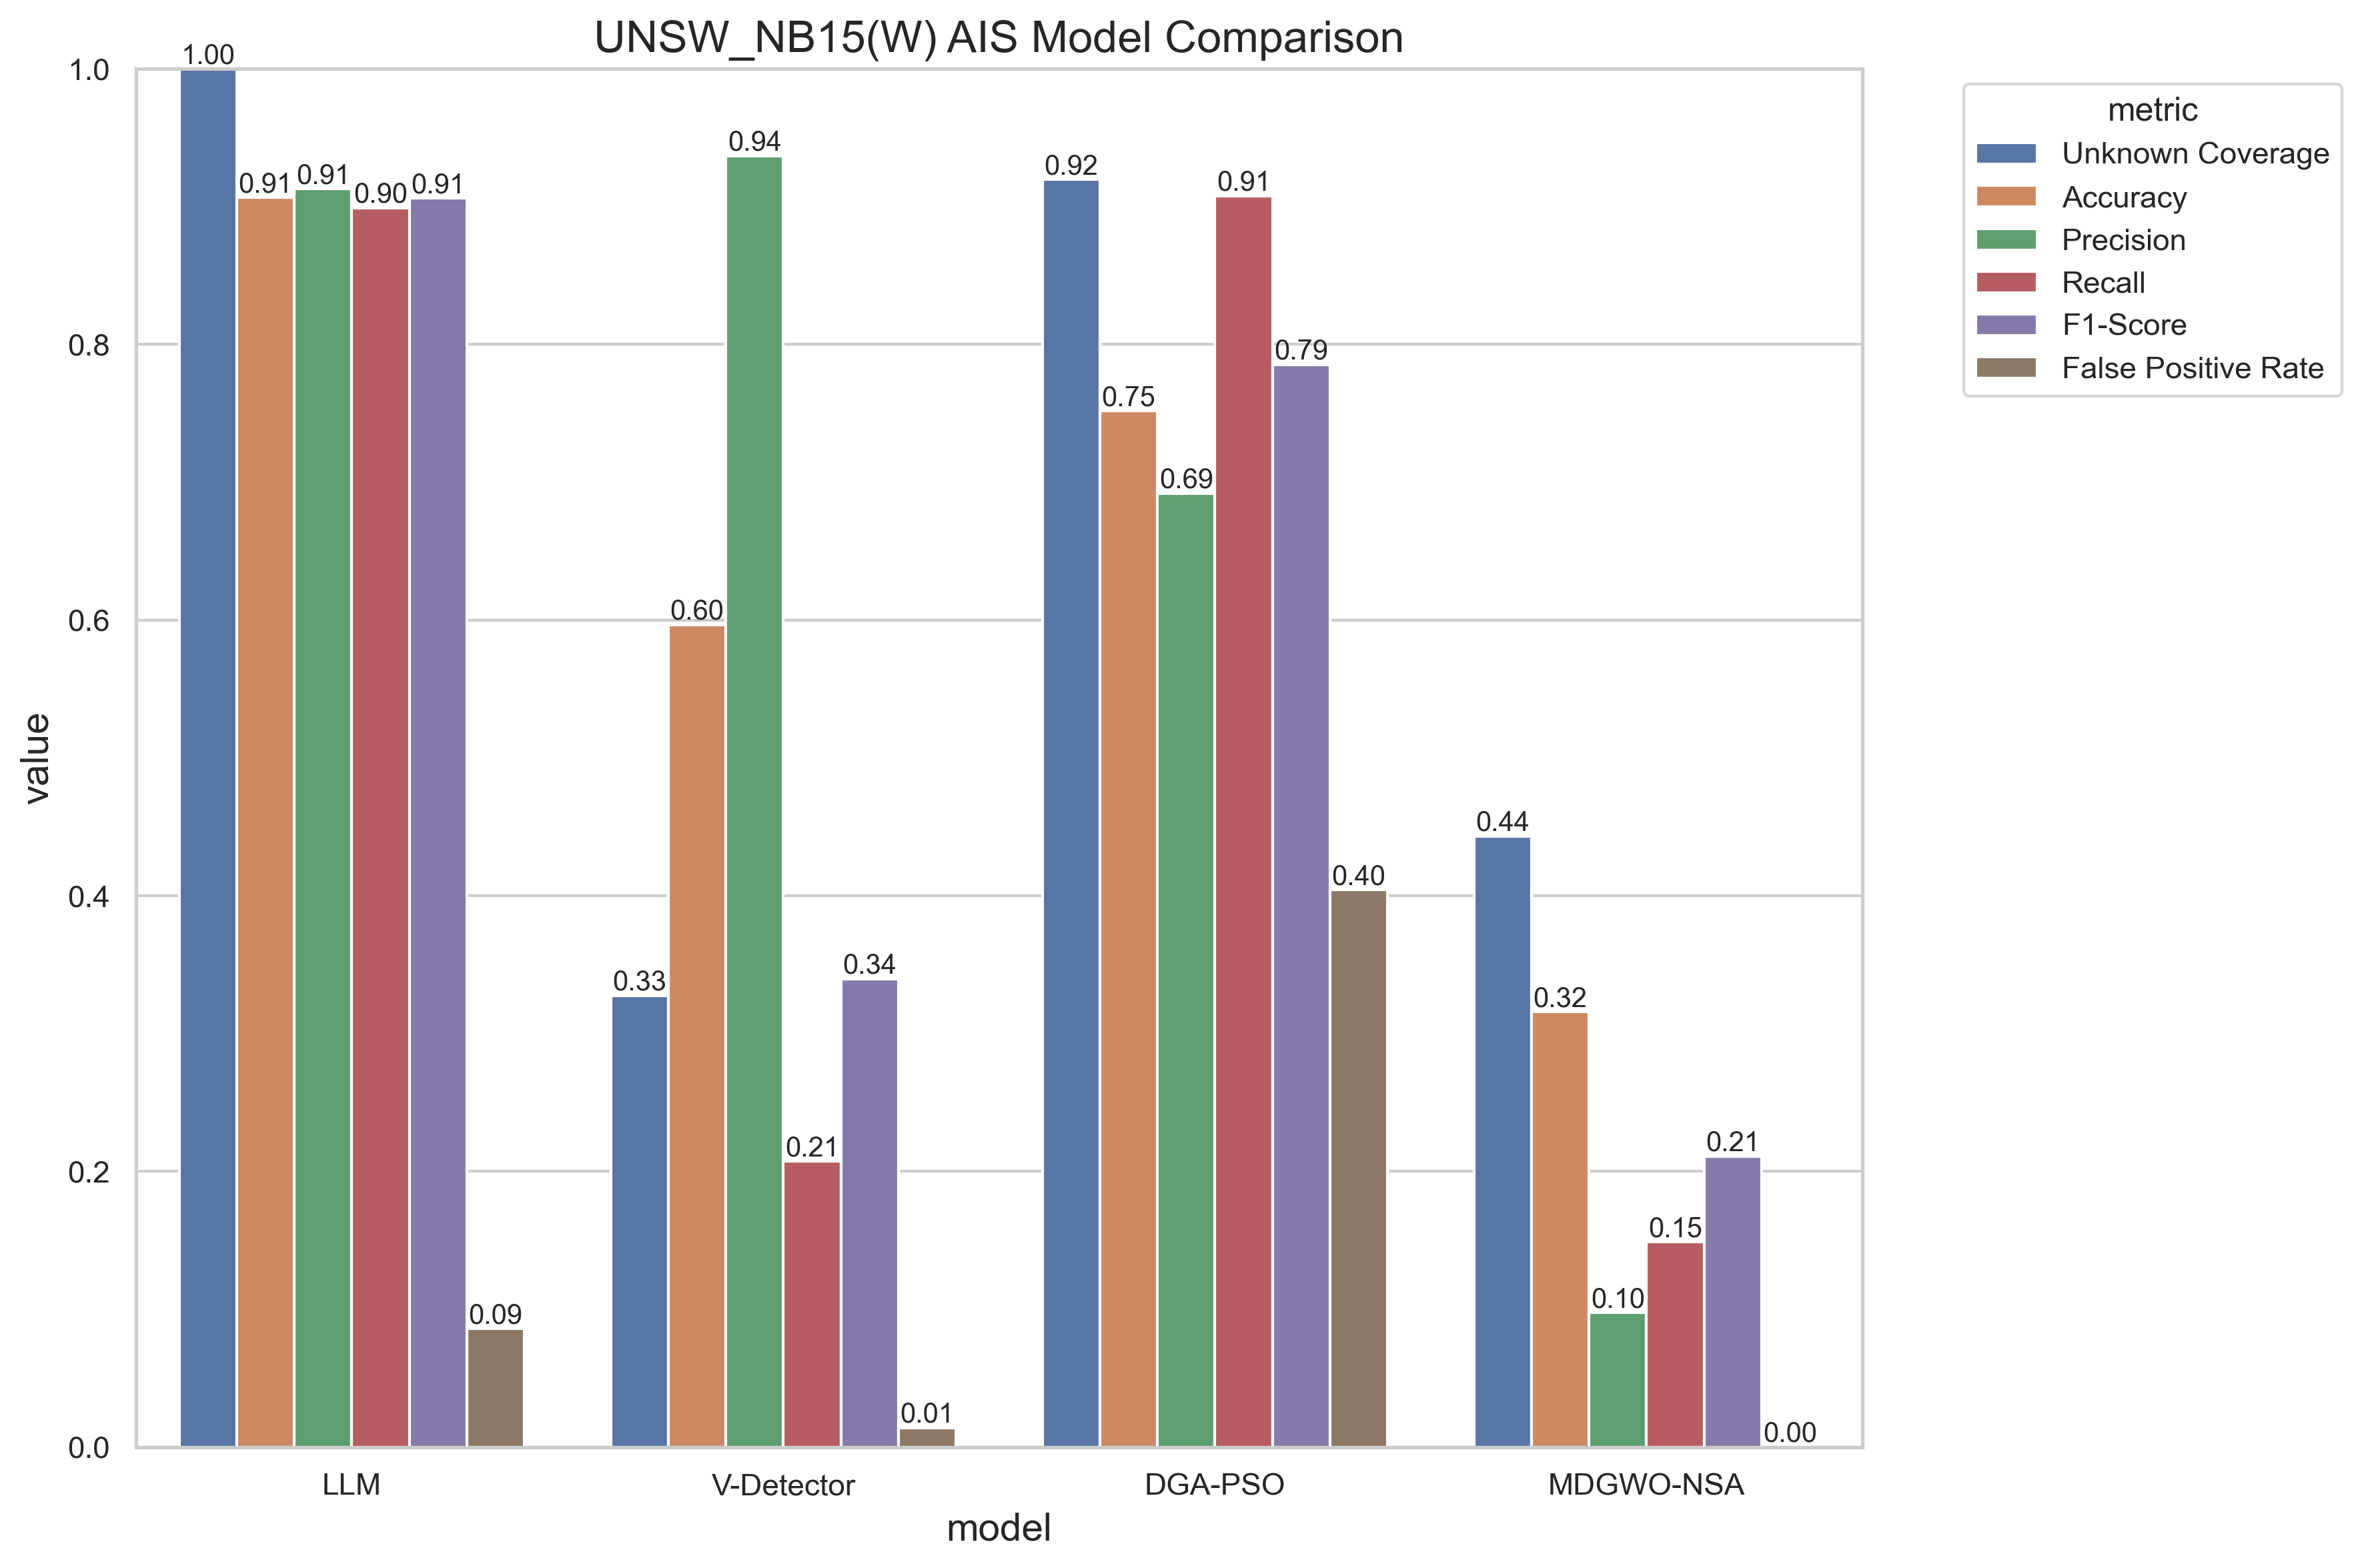 UNSW_NB15(W) AIS Model Comparison
value
1.0
0.8
0.6
0.4
0.2
0.0
1.00
0.91
0.91
0.90
0.91
0.09
0.33
0.60
0.94
0.21
0.34
0.01
0.92
0.75
0.69
0.91
0.79
0.40
0.44
0.32
0.10
0.15
0.21
0.00
LLM
V-Detector
DGA-PSO
MDGWO-NSA
model
metric
Unknown Coverage
Accuracy
Precision
Recall
F1-Score
False Positive Rate